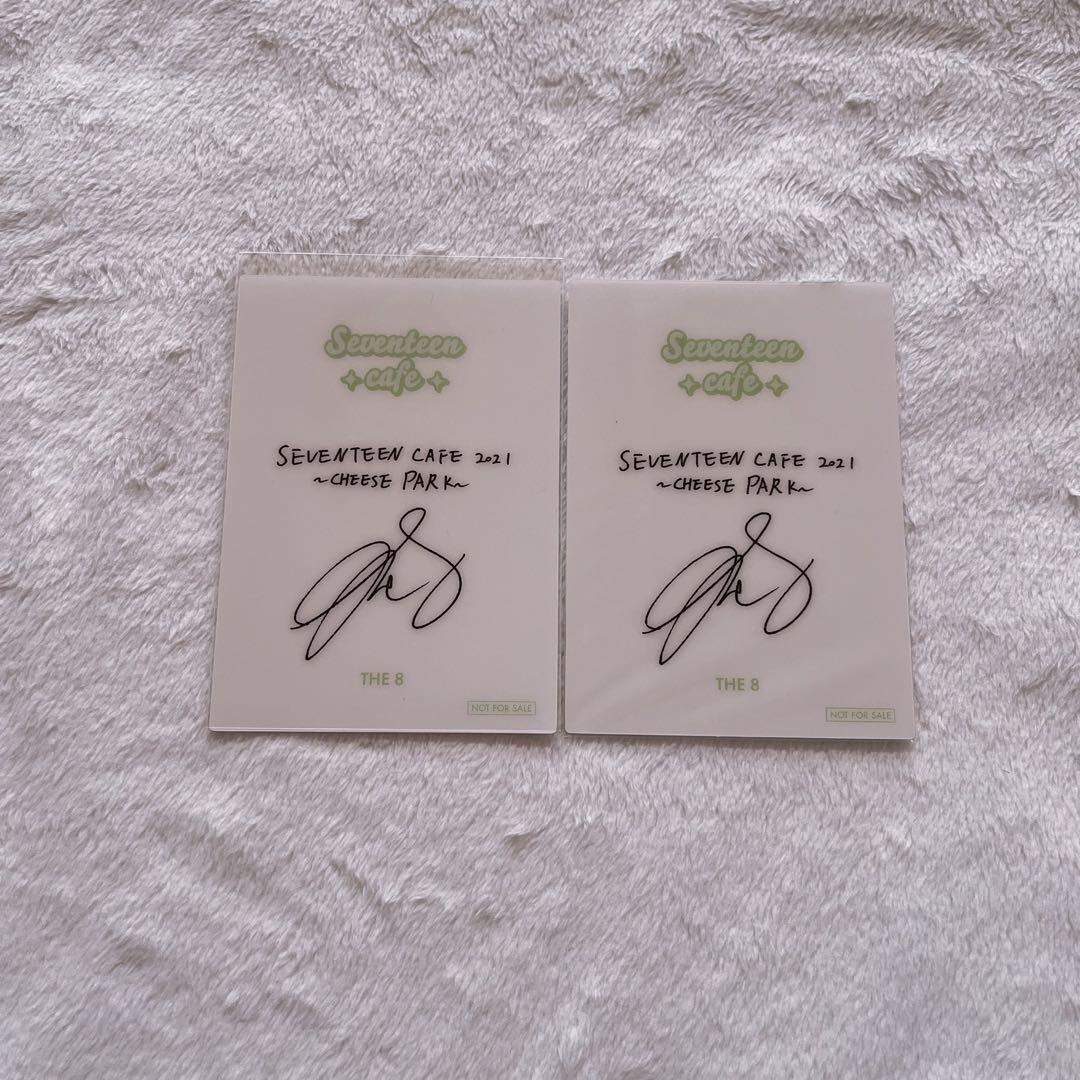 Seventeen
cafe
SEVENTEEN CAFE 2021
~CHEESE PARK~
THE 8
NOT FOR SALE
Seventeen
cafe
SEVENTEEN CAFE 2021
~CHEESE PARK~
THE 8
NOT FOR SALE